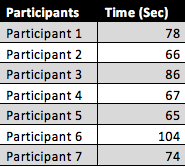 Participants Time (Sec)
Participant 1 78
Participant 2 66
Participant 3 86
Participant 4 67
Participant 5 65
Participant 6 104
Participant 7 74